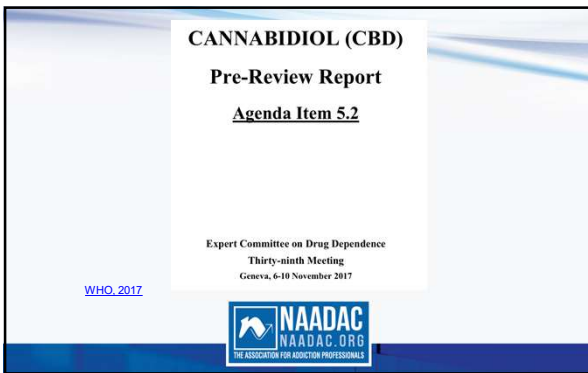 CANNABIDIOL (CBD)
Pre-Review Report
Agenda Item 5.2
Expert Committee on Drug Dependence
Thirty-ninth Meeting
Geneva, 6-10 November 2017
WHO, 2017
NAADAC
NAADAC.ORG
THE ASSOCIATION FOR ADDICTION PROFESSIONALS